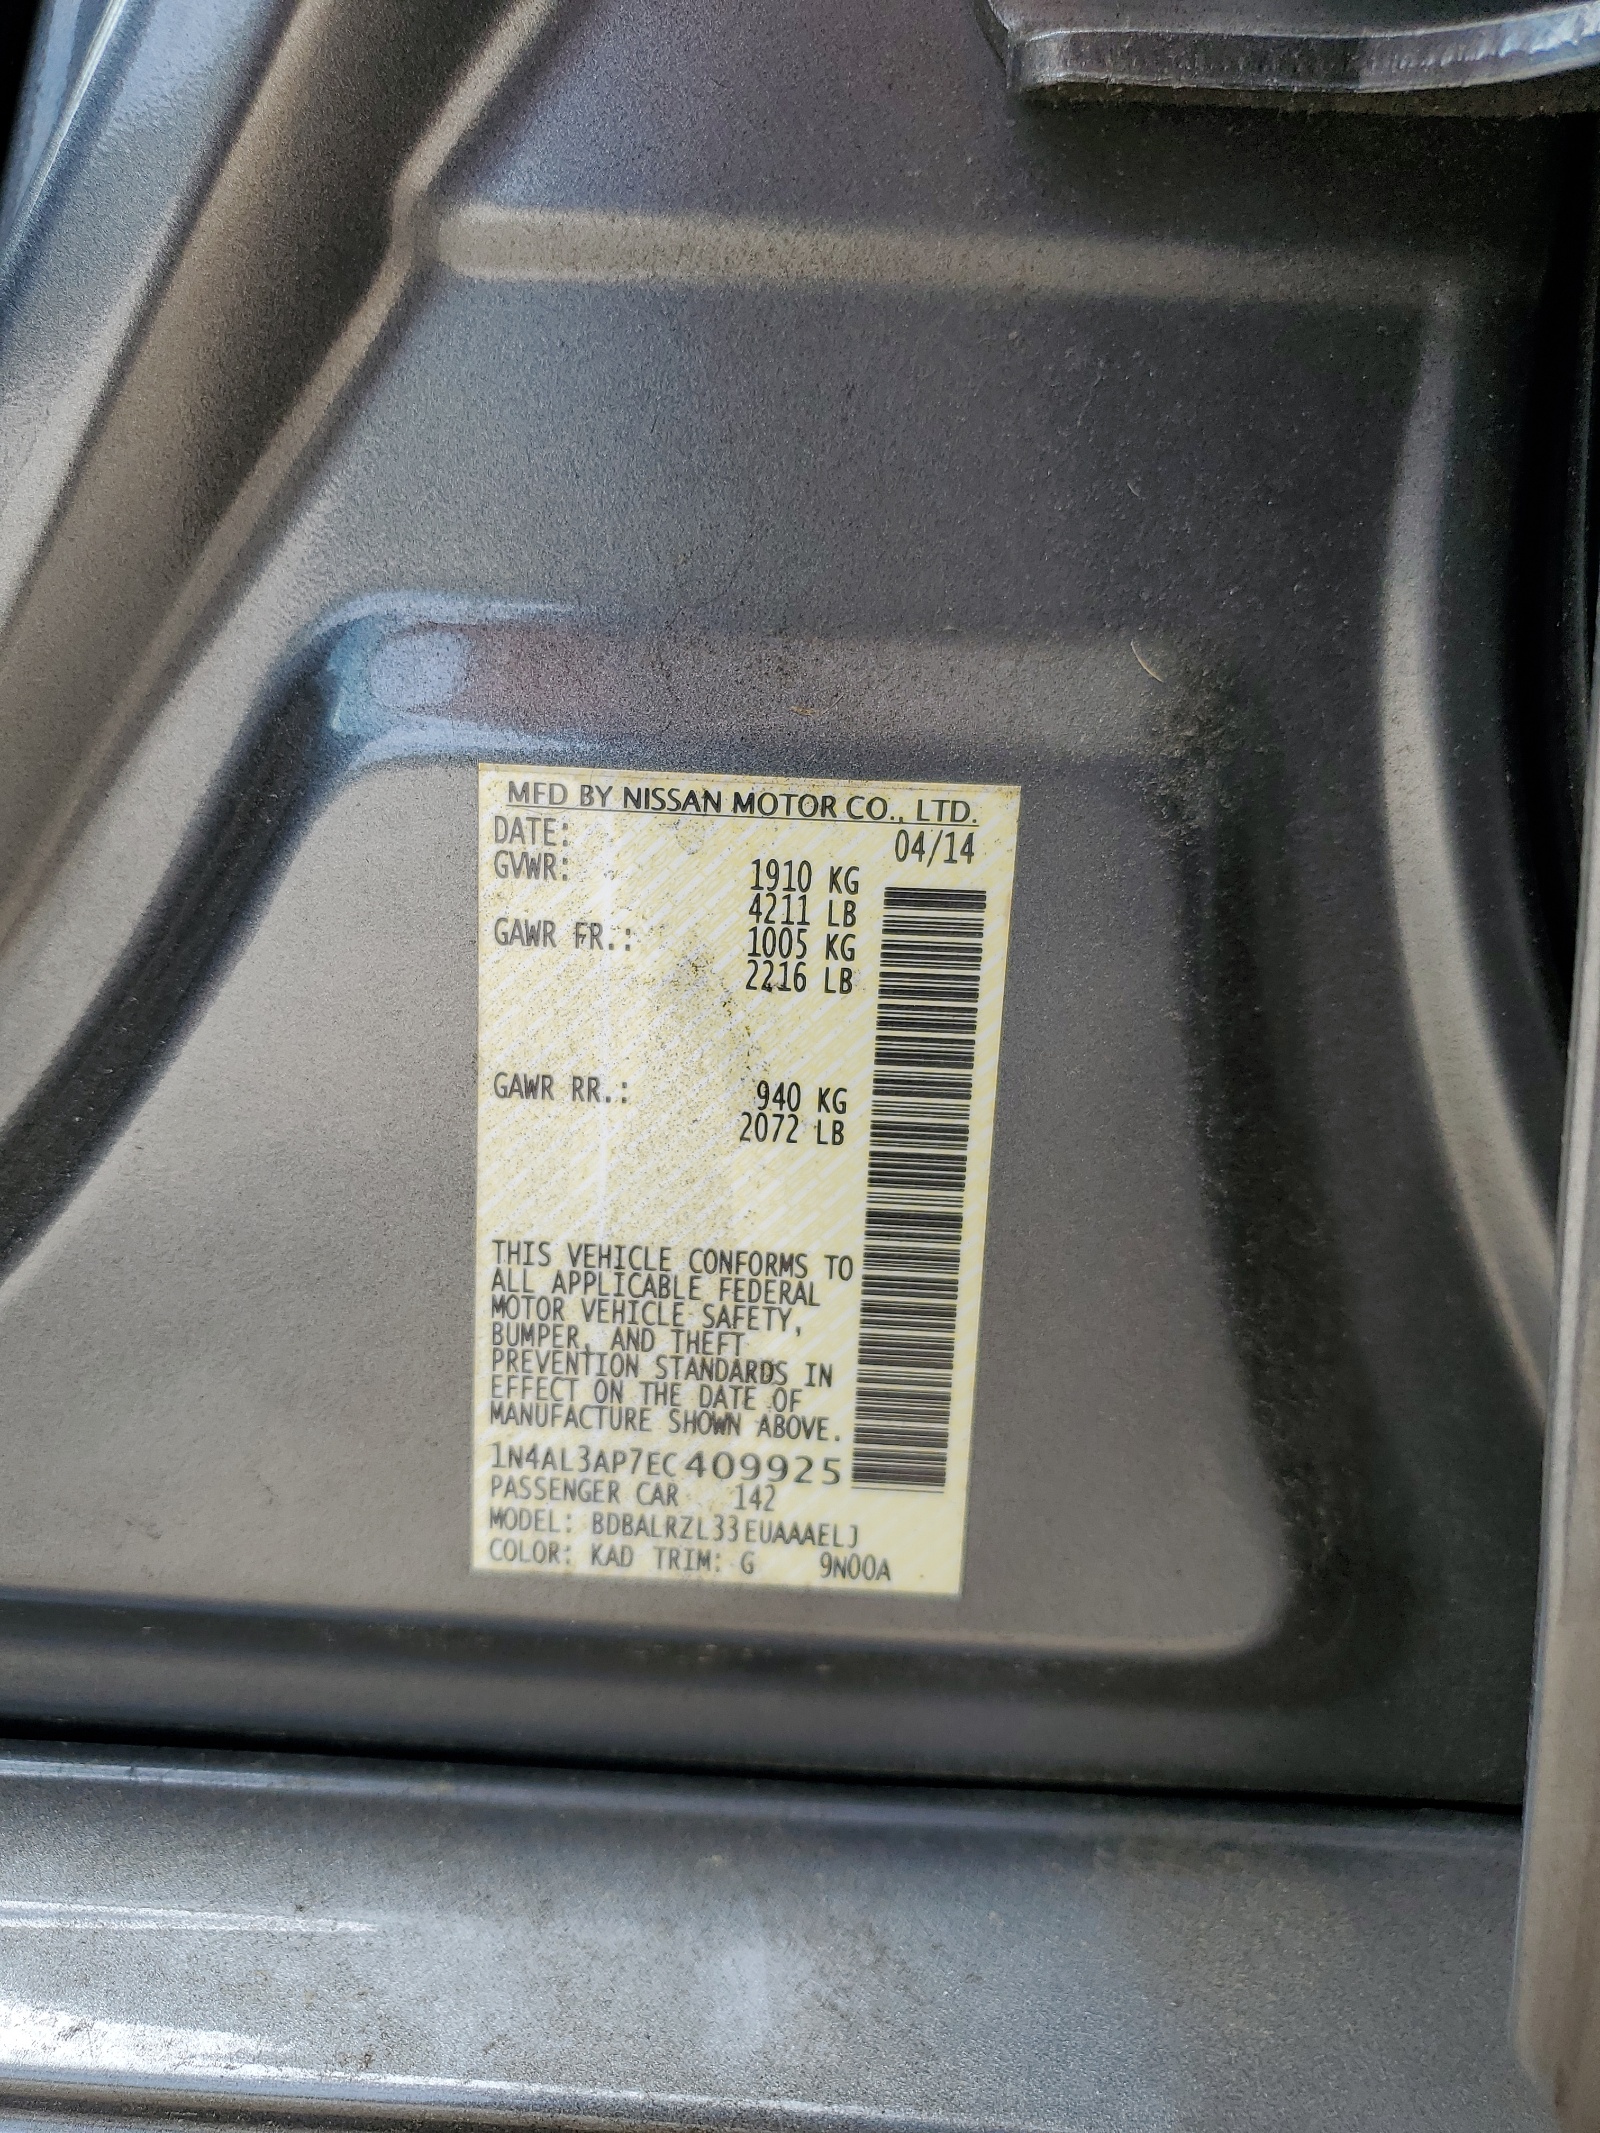 MFD BY NISSAN MOTOR CO., LTD.
DATE: 04/14
GVWR: 1910 KG
4211 LB
GAWR FR.: 1005 KG
2216 LB
GAWR RR.: 940 KG
2072 LB
THIS VEHICLE CONFORMS TO
ALL APPLICABLE FEDERAL
MOTOR VEHICLE SAFETY,
BUMPER, AND THEFT
PREVENTION STANDARDS IN
EFFECT ON THE DATE OF
MANUFACTURE SHOWN ABOVE.
1N4AL3AP7EC409925
PASSENGER CAR 142
MODEL: BDBALRZL33EUAAAELJ
COLOR: KAD TRIM: G 9N00A